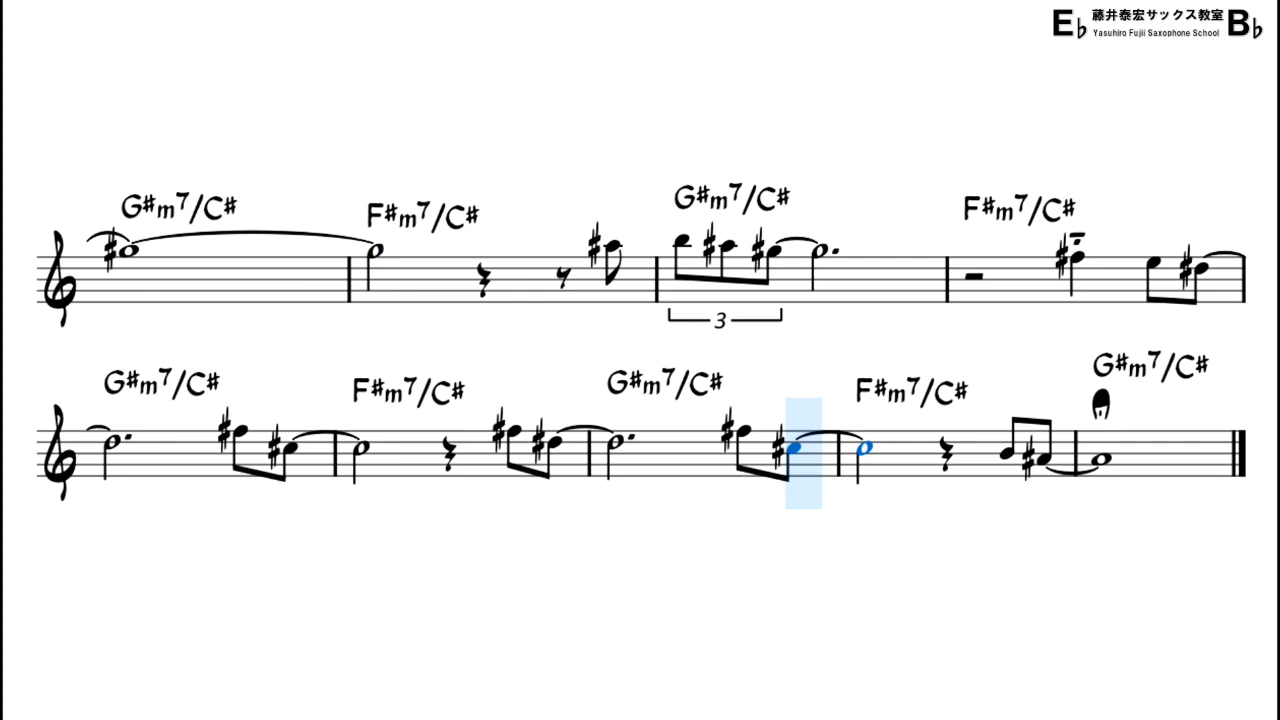 E♭ 藤井泰宏サックス教室 B♭
Yasuhiro Fujii Saxophone School
G#m7/C# F#m7/C# G#m7/C# F#m7/C#
3
G#m7/C# F#m7/C# G#m7/C# F#m7/C# G#m7/C#